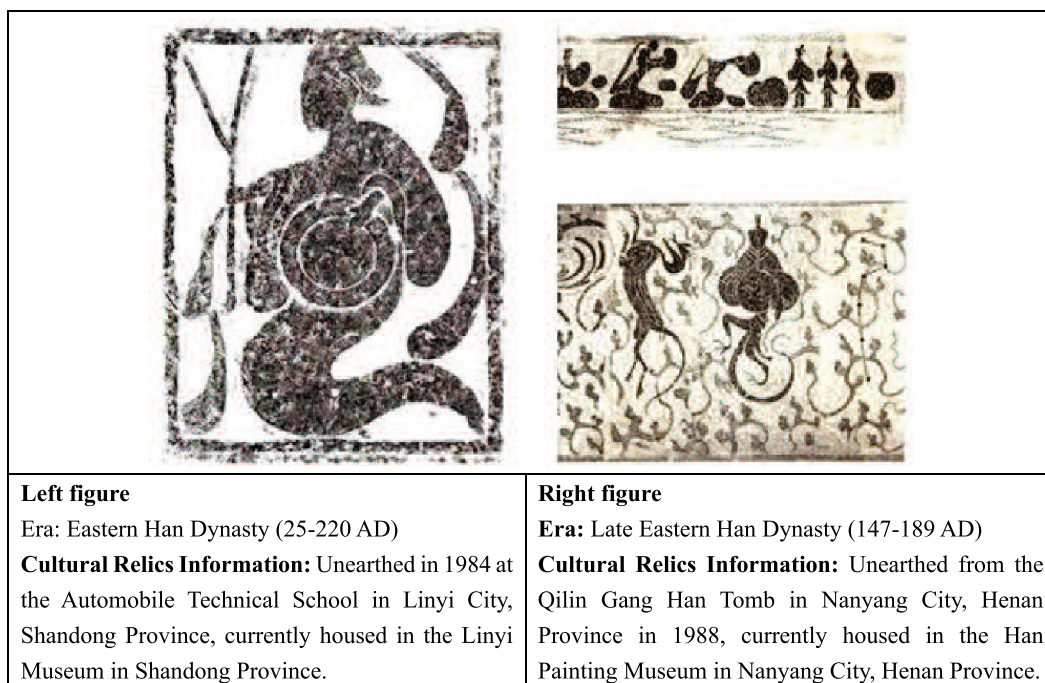 Left figure
Era: Eastern Han Dynasty (25-220 AD)
Cultural Relics Information: Unearthed in 1984 at
the Automobile Technical School in Linyi City,
Shandong Province, currently housed in the Linyi
Museum in Shandong Province.
Right figure
Era: Late Eastern Han Dynasty (147-189 AD)
Cultural Relics Information: Unearthed from the
Qilin Gang Han Tomb in Nanyang City, Henan
Province in 1988, currently housed in the Han
Painting Museum in Nanyang City, Henan Province.